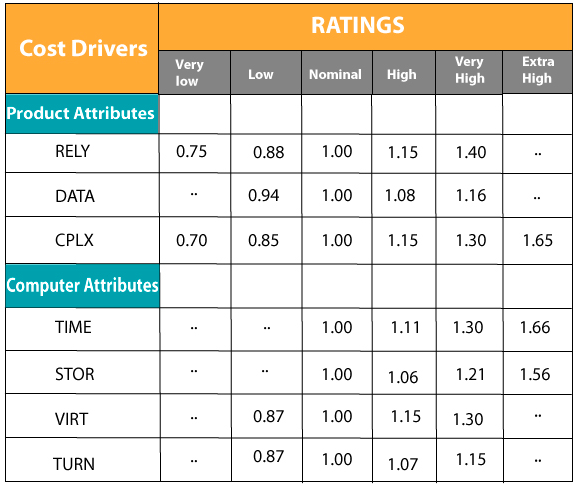 Cost Drivers
RATINGS
Very low Low Nominal High Very High Extra High
Product Attributes
RELY 0.75 0.88 1.00 1.15 1.40 ..
DATA .. 0.94 1.00 1.08 1.16 ..
CPLX 0.70 0.85 1.00 1.15 1.30 1.65
Computer Attributes
TIME .. .. 1.00 1.11 1.30 1.66
STOR .. .. 1.00 1.06 1.21 1.56
VIRT .. 0.87 1.00 1.15 1.30 ..
TURN .. 0.87 1.00 1.07 1.15 ..